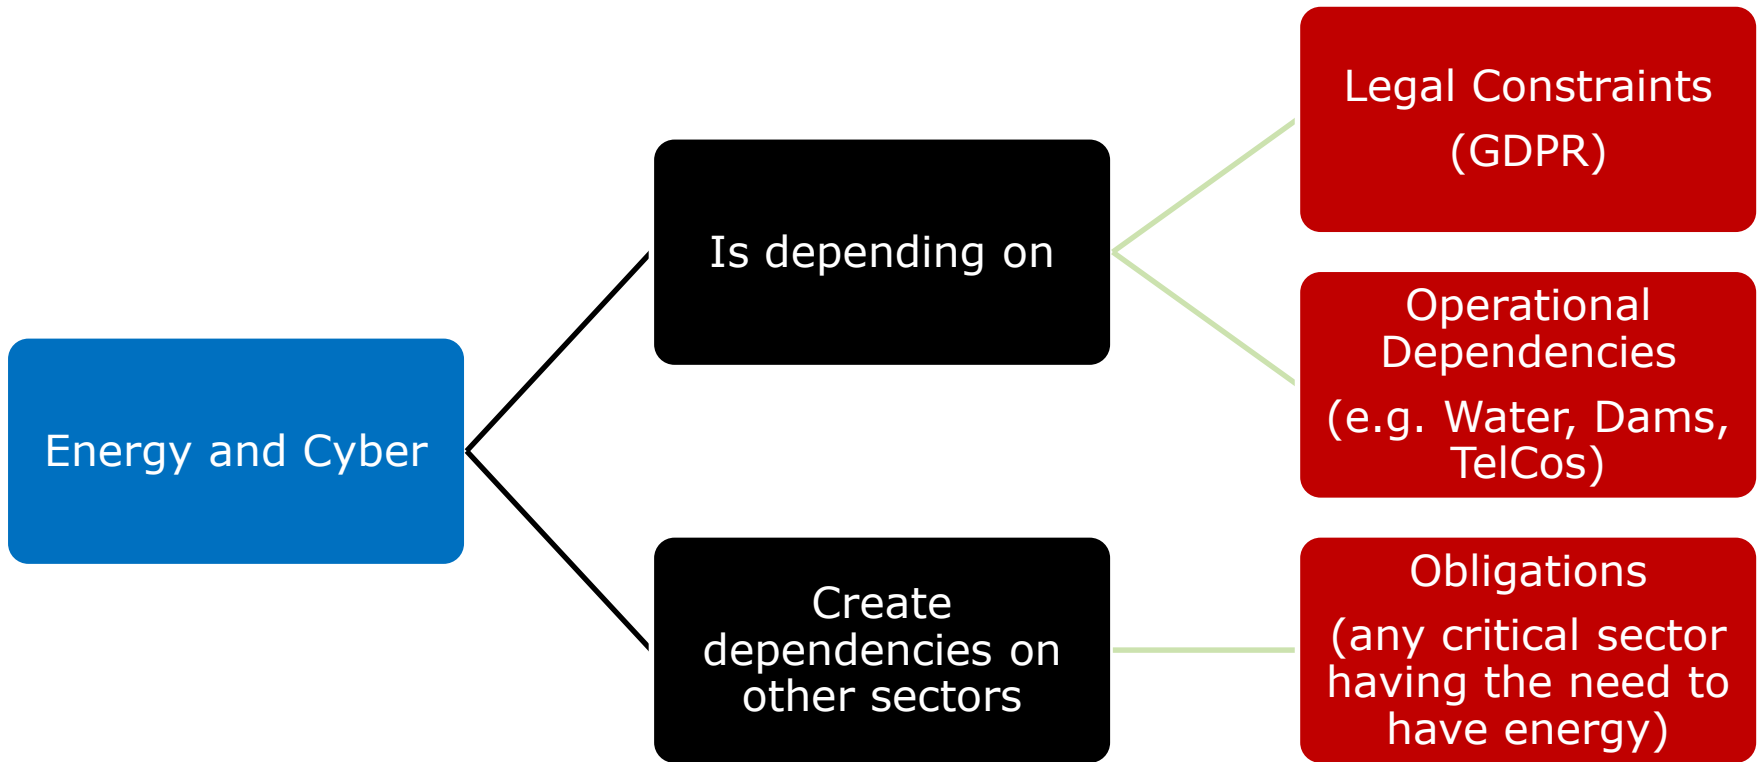 Energy and Cyber
Is depending on
Create
dependencies on
other sectors
Legal Constraints
(GDPR)
Operational
Dependencies
(e.g. Water, Dams,
TelCos)
Obligations
(any critical sector
having the need to
have energy)